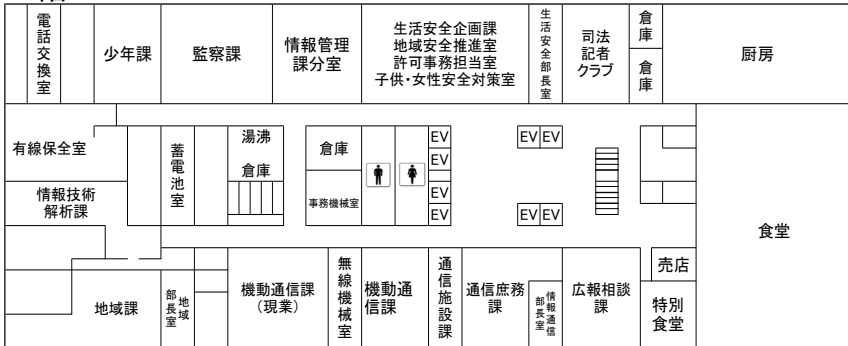 電話交換室
少年課
監察課
情報管理
課分室
生活安全企画課
地域安全推進室
許可事務担当室
子供・女性安全対策室
生活安全部長室
司法
記者
クラブ
倉庫
倉庫
厨房
有線保全室
蓄電池室
湯沸
倉庫
倉庫
事務機械室
EV
EV
EV
EV
EV EV
EV EV
情報技術
解析課
食堂
地域課
地域
部長室
機動通信課
(現業)
無線機械室
機動通
信課
通信施設課
通信庶務
課
情報通信
部長室
広報相談
課
売店
特別
食堂